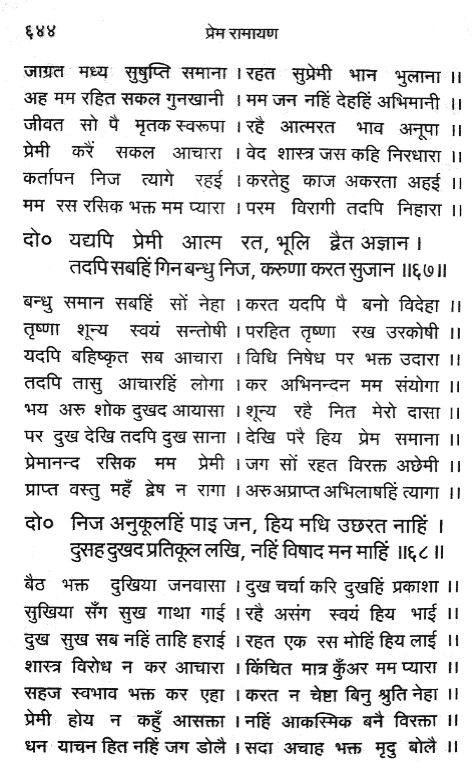 ६४४ प्रेम रामायण
जाग्रत मध्य सुषुप्ति समाना । रहत सुप्रेमी भान भुलाना ।।
अह मम रहित सकल गुनखानी । मम जन नहिं देहहिं अभिमानी ।।
जीवत सो पै मृतक स्वरूपा । रहै आत्मरत भाव अनूपा ।।
प्रेमी करैं सकल आचारा । वेद शास्त्र जस कहि निरधारा ।।
कर्तापन निज त्यागे रहई । करतेहु काज अकरता अहई ।।
मम रस रसिक भक्त मम प्यारा । परम विरागी तदपि निहारा ।।
दो० यद्यपि प्रेमी आत्म रत, भूलि द्वैत अज्ञान ।
तदपि सबहिं गिन बन्धु निज, करुणा करत सुजान ॥६७॥
बन्धु समान सबहिं सों नेहा । करत यदपि पै बनो विदेहा ।।
तृष्णा शून्य स्वयं सन्तोषी । परहित तृष्णा रख उरकोषी ।।
यदपि बहिष्कृत सब आचारा । विधि निषेध पर भक्त उदारा ।।
तदपि तासु आचारहिं लोगा । कर अभिनन्दन मम संयोगा ।।
भय अरु शोक दुखद आयासा । शून्य रहै नित मेरो दासा ।।
पर दुख देखि तदपि दुख साना । देखि परै हिय प्रेम समाना ।।
प्रेमानन्द रसिक मम प्रेमी । जग सों रहत विरक्त अछेमी ।।
प्राप्त वस्तु महँ द्वेष न रागा । अरु अप्राप्त अभिलाषहिं त्यागा ।।
दो० निज अनुकूलहिं पाइ जन, हिय मधि उछरत नाहिं ।
दुसह दुखद प्रतिकूल लखि, नहिं विषाद मन माहिं ॥६८॥
बैठ भक्त दुखिया जनवासा । दुख चर्चा करि दुखहिं प्रकाशा ।।
सुखिया सँग सुख गाथा गाई । रहै असंग स्वयं हिय भाई ।।
दुख सुख सब नहिं ताहि हराई । रहत एक रस मोहिं हिय लाई ।।
शास्त्र विरोध न कर आचारा । किंचित मात्र कुँअर मम प्यारा ।।
सहज स्वभाव भक्त कर एहा । करत न चेष्टा बिनु श्रुति नेहा ।।
प्रेमी होय न कहुँ आसक्ता । नहिं आकस्मिक बनै विरक्ता ।।
धन याचन हित नहिं जग डोलै । सदा अचाह भक्त मृदु बोलै ।।